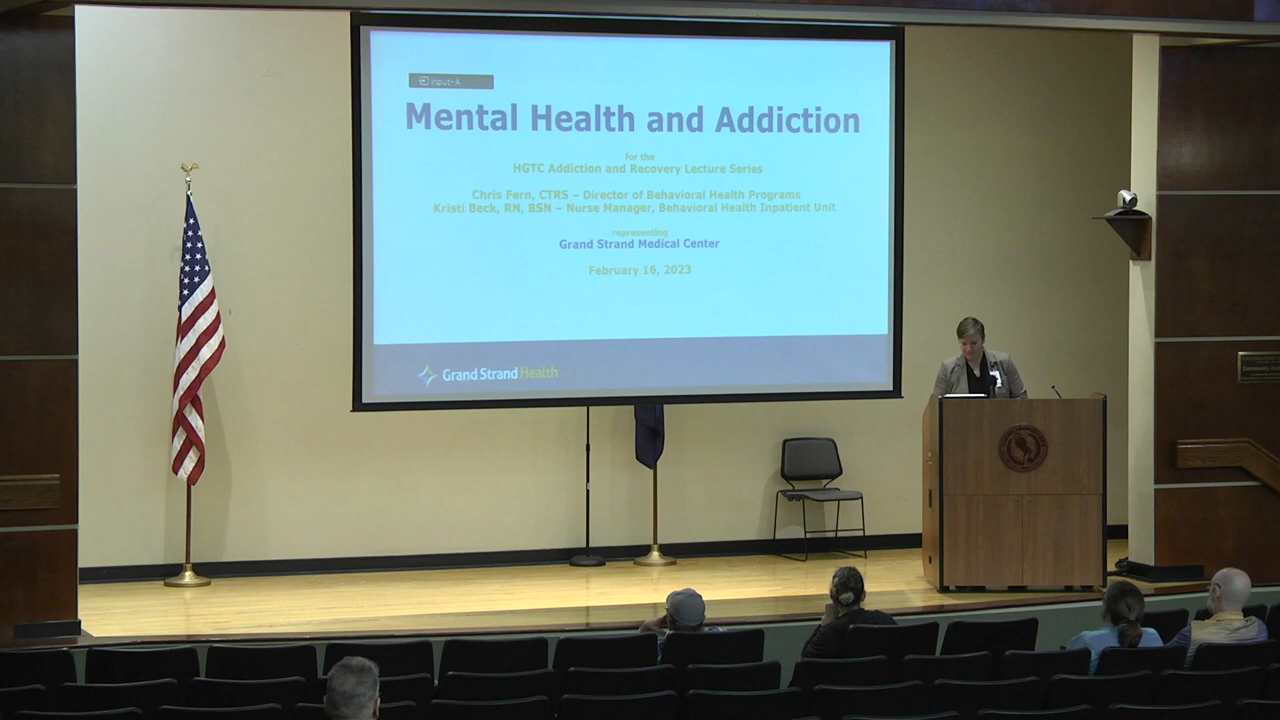 input-A
Mental Health and Addiction
for the
HGTC Addiction and Recovery Lecture Series
Chris Fern, CTRS – Director of Behavioral Health Programs
Kristi Beck, RN, BSN – Nurse Manager, Behavioral Health Inpatient Unit
representing
Grand Strand Medical Center
February 16, 2023
Grand Strand Health